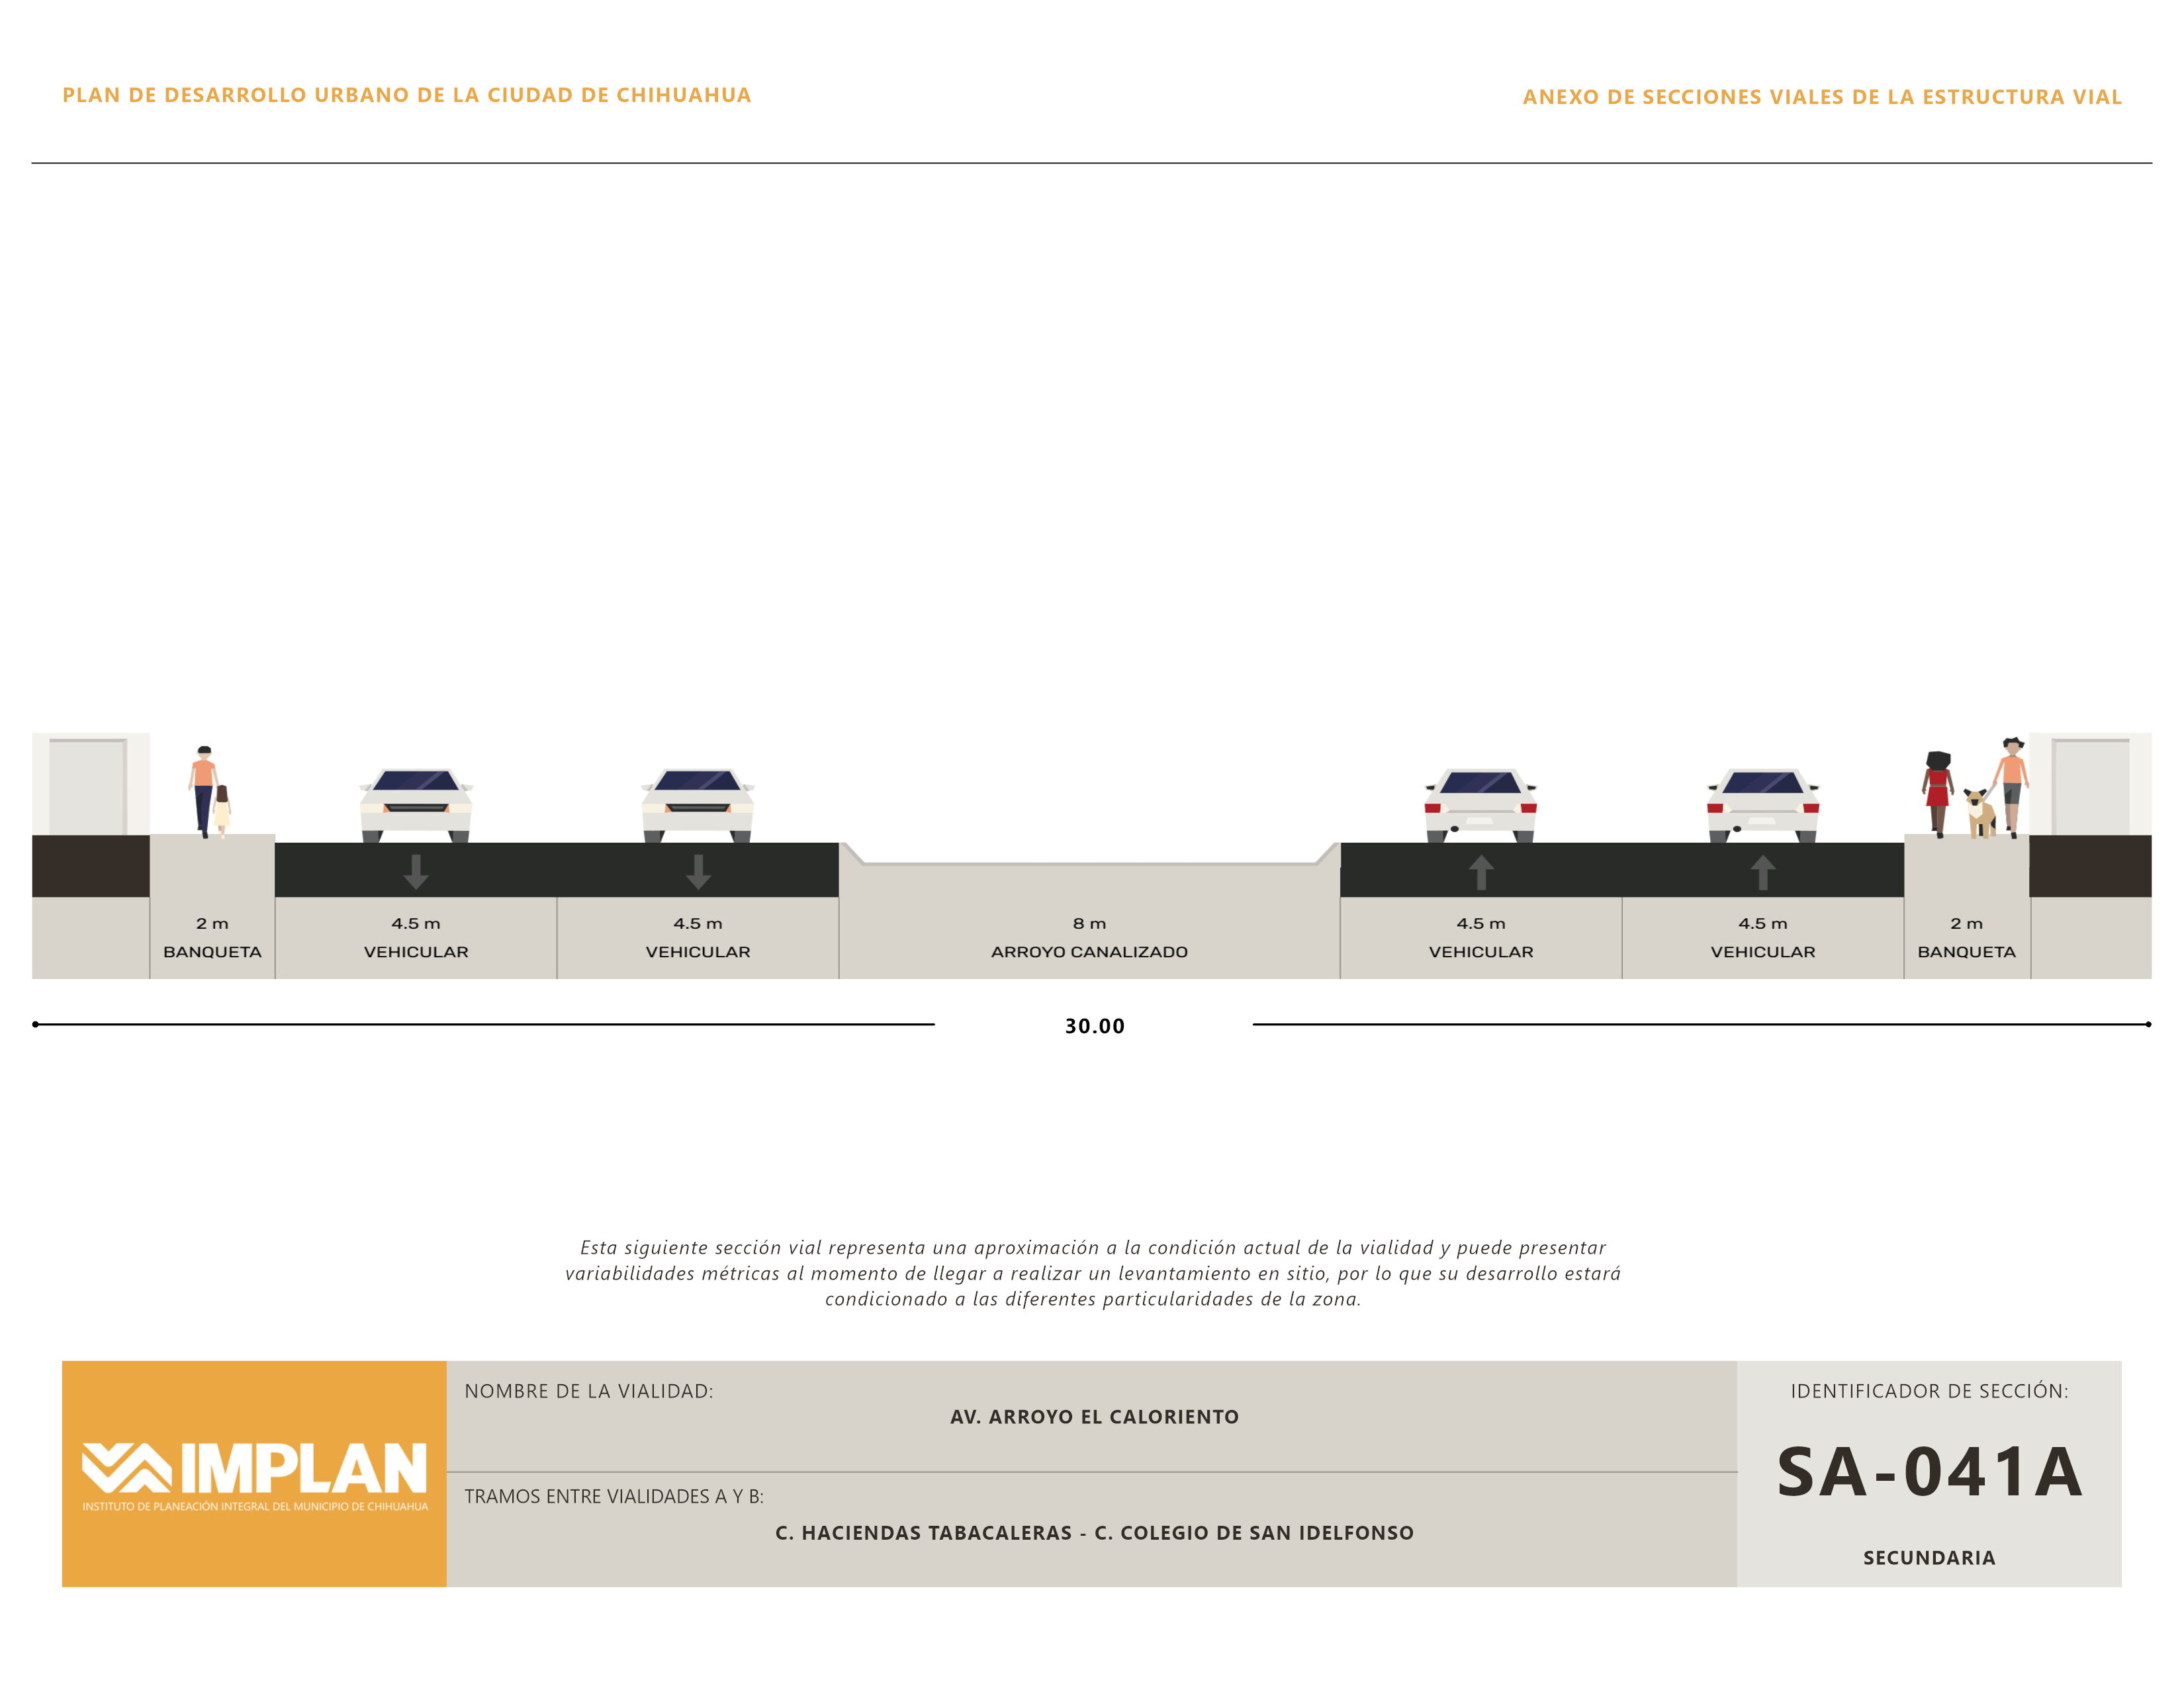 PLAN DE DESARROLLO URBANO DE LA CIUDAD DE CHIHUAHUA
ANEXO DE SECCIONES VIALES DE LA ESTRUCTURA VIAL
2 m
BANQUETA
4.5 m
VEHICULAR
4.5 m
VEHICULAR
8 m
ARROYO CANALIZADO
4.5 m
VEHICULAR
4.5 m
VEHICULAR
2 m
BANQUETA
30.00
Esta siguiente sección vial representa una aproximación a la condición actual de la vialidad y puede presentar
variabilidades métricas al momento de llegar a realizar un levantamiento en sitio, por lo que su desarrollo estará
condicionado a las diferentes particularidades de la zona.
IMPLAN
INSTITUTO DE PLANEACIÓN INTEGRAL DEL MUNICIPIO DE CHIHUAHUA
NOMBRE DE LA VIALIDAD:
AV. ARROYO EL CALORIENTO
TRAMOS ENTRE VIALIDADES A Y B:
C. HACIENDAS TABACALERAS - C. COLEGIO DE SAN IDELFONSO
IDENTIFICADOR DE SECCIÓN:
SA-041A
SECUNDARIA